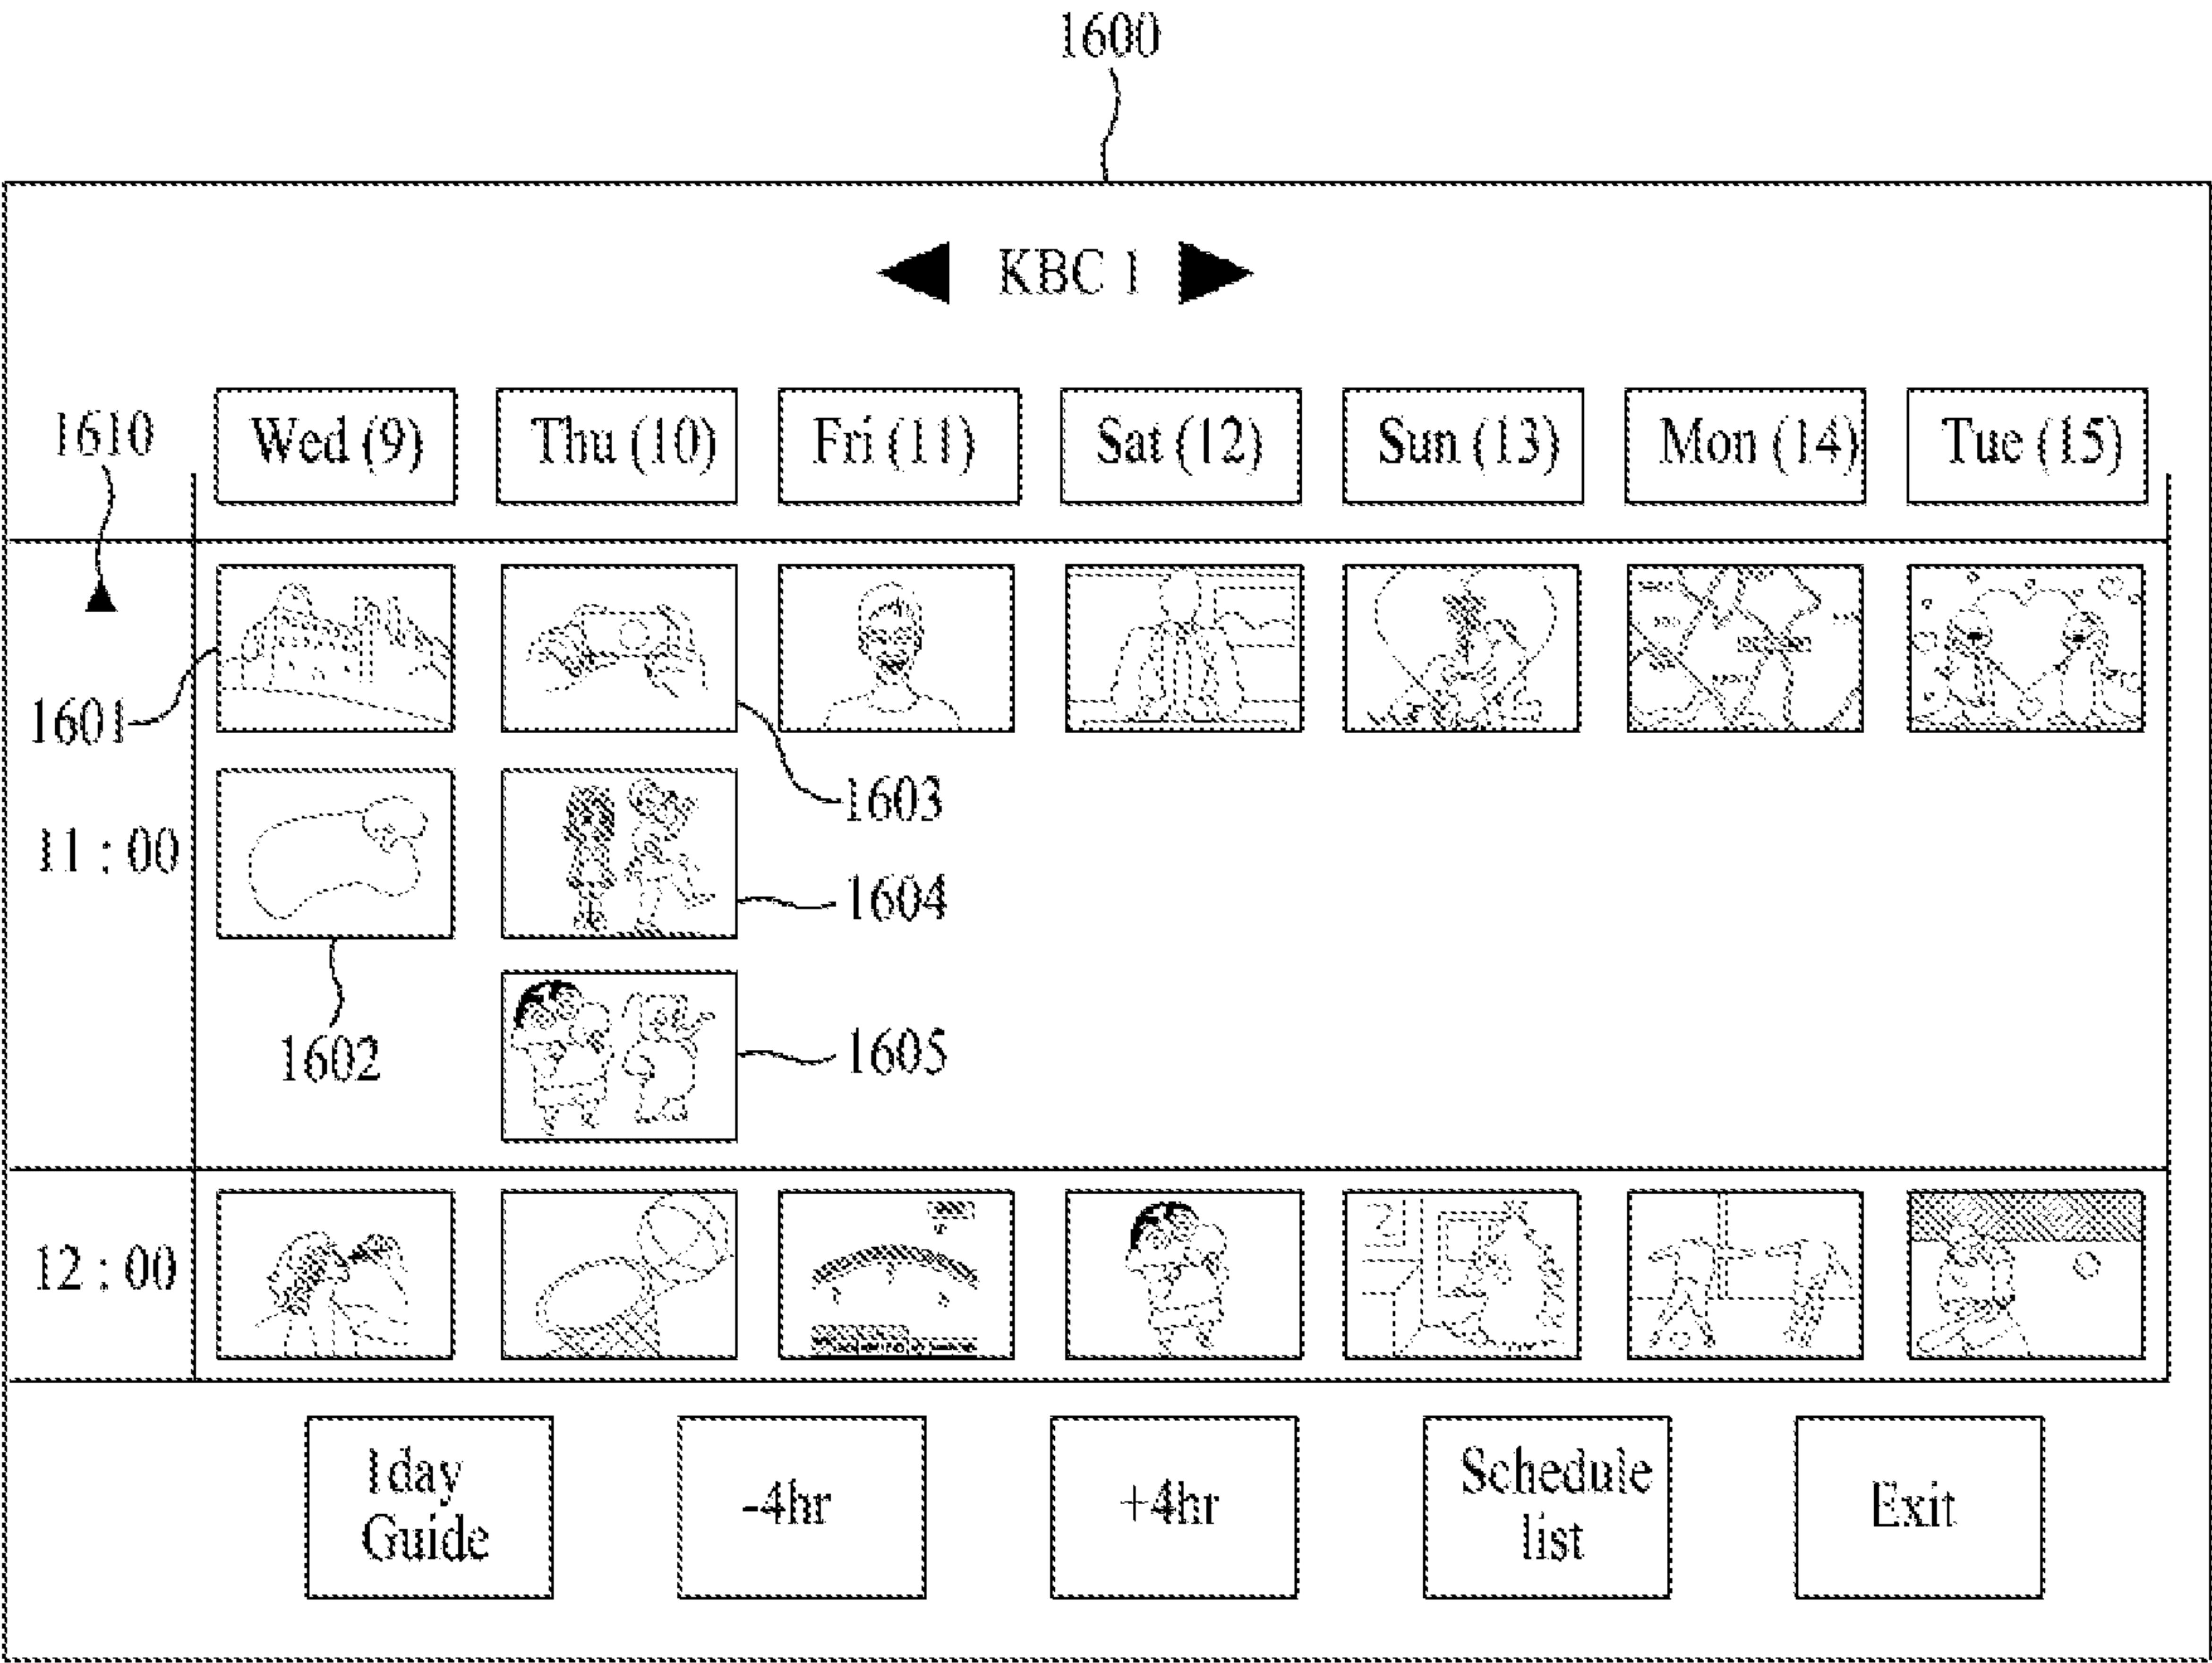 1600
KBC 1
1610
Wed (9)
Thu (10)
Fri (11)
Sat (12)
Sun (13)
Mon (14)
Tue (15)
1601
1603
11 : 00
1604
1602
1605
12 : 00
2
1day
Guide
-4hr
+4hr
Schedule
list
Exit